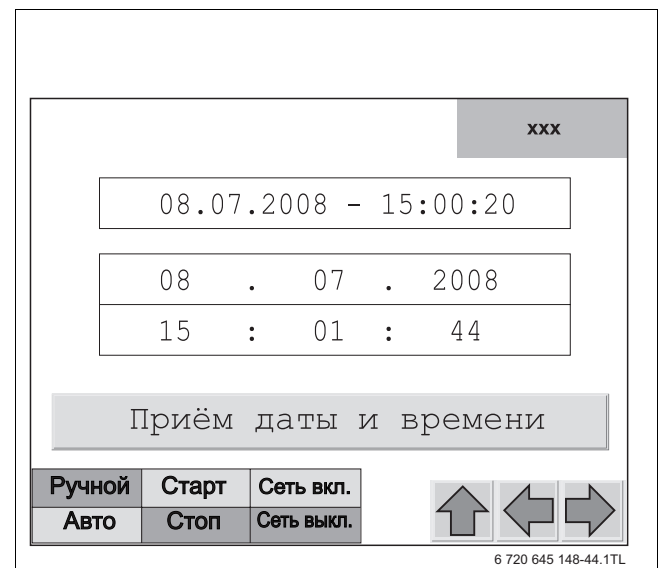 xxx
08.07.2008 - 15:00:20
08 . 07 . 2008
15 : 01 : 44
Приём даты и времени
Ручной Старт Сеть вкл.
Авто Стоп Сеть выкл.
6 720 645 148-44.1TL